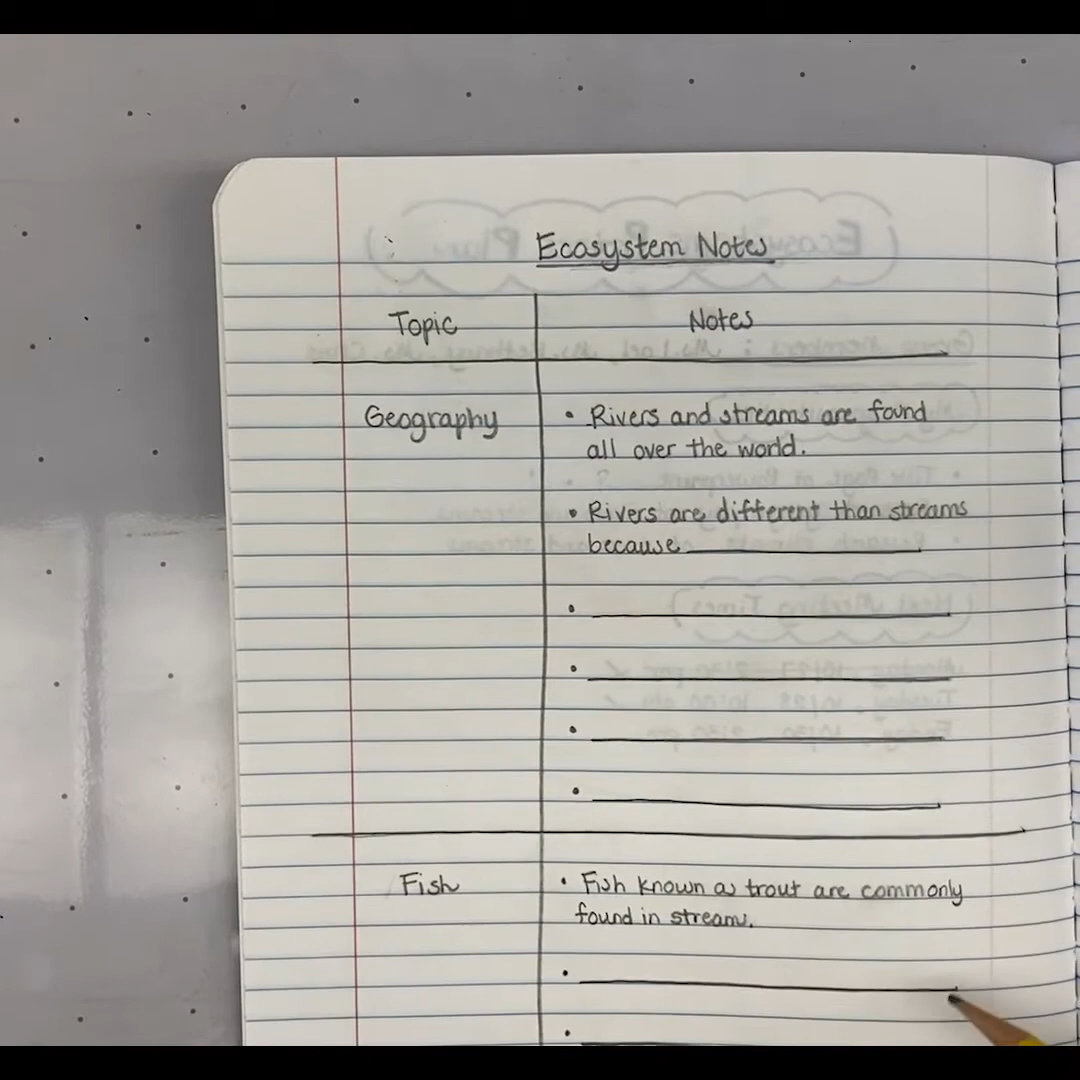 Ecosystem Notes
Topic
Notes
Geography
• Rivers and streams are found
all over the world.
• Rivers are different than streams
because
•
•
•
•
Fish
• Fish known as trout are commonly
found in streams.
•
•